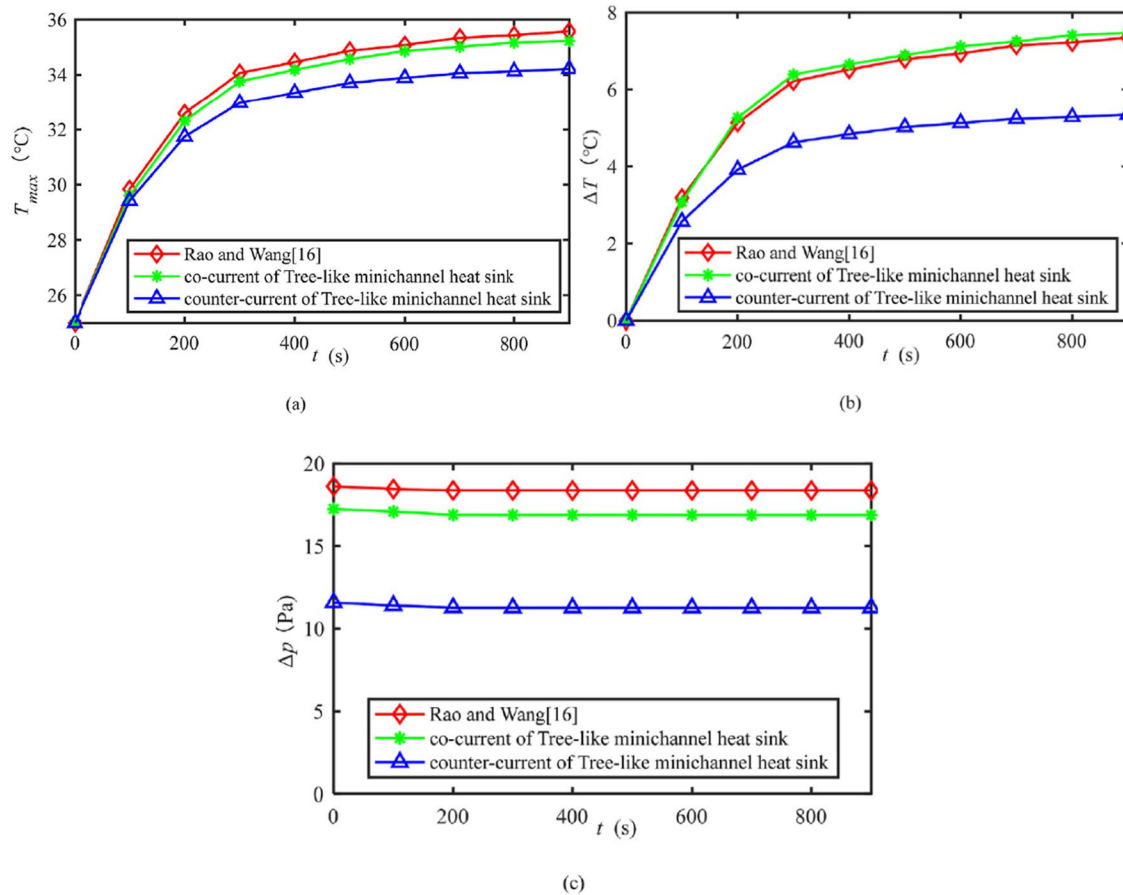 36
34
32
30
28
26
T max (℃)
Rao and Wang[16]
co-current of Tree-like minichannel heat sink
counter-current of Tree-like minichannel heat sink
0 200 400 600 800
t (s)
(a)
8
6
4
2
0
ΔT (℃)
Rao and Wang[16]
co-current of Tree-like minichannel heat sink
counter-current of Tree-like minichannel heat sink
0 200 400 600 800
t (s)
(b)
20
15
10
5
0
Δp (Pa)
Rao and Wang[16]
co-current of Tree-like minichannel heat sink
counter-current of Tree-like minichannel heat sink
0 200 400 600 800
t (s)
(c)